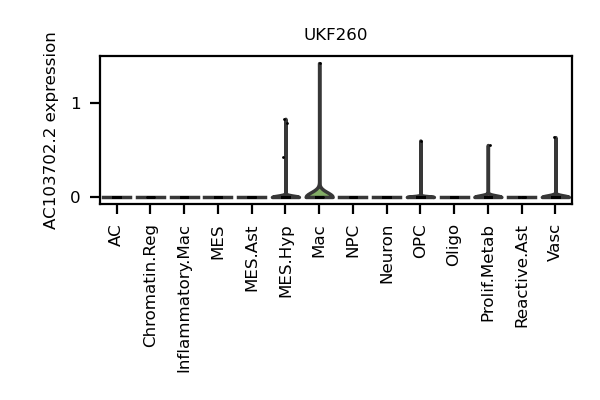 UKF260
AC103702.2 expression
1
0
AC
Chromatin.Reg
Inflammatory.Mac
MES
MES.Ast
MES.Hyp
Mac
NPC
Neuron
OPC
Oligo
Prolif.Metab
Reactive.Ast
Vasc